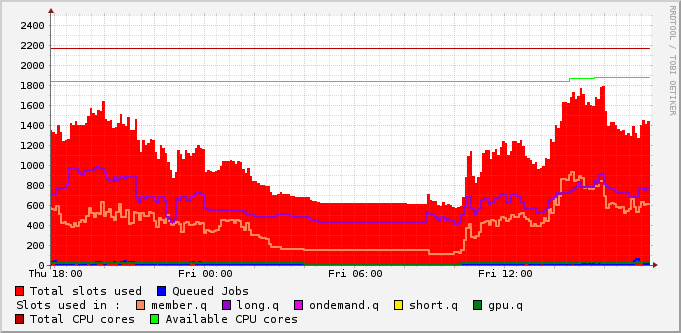 RRDTOOL / TOBI OETIKER
2400
2200
2000
1800
1600
1400
1200
1000
800
600
400
200
0
Thu 18:00 Fri 00:00 Fri 06:00 Fri 12:00
Total slots used Queued Jobs
Slots used in : member.q long.q ondemand.q short.q gpu.q
Total CPU cores Available CPU cores